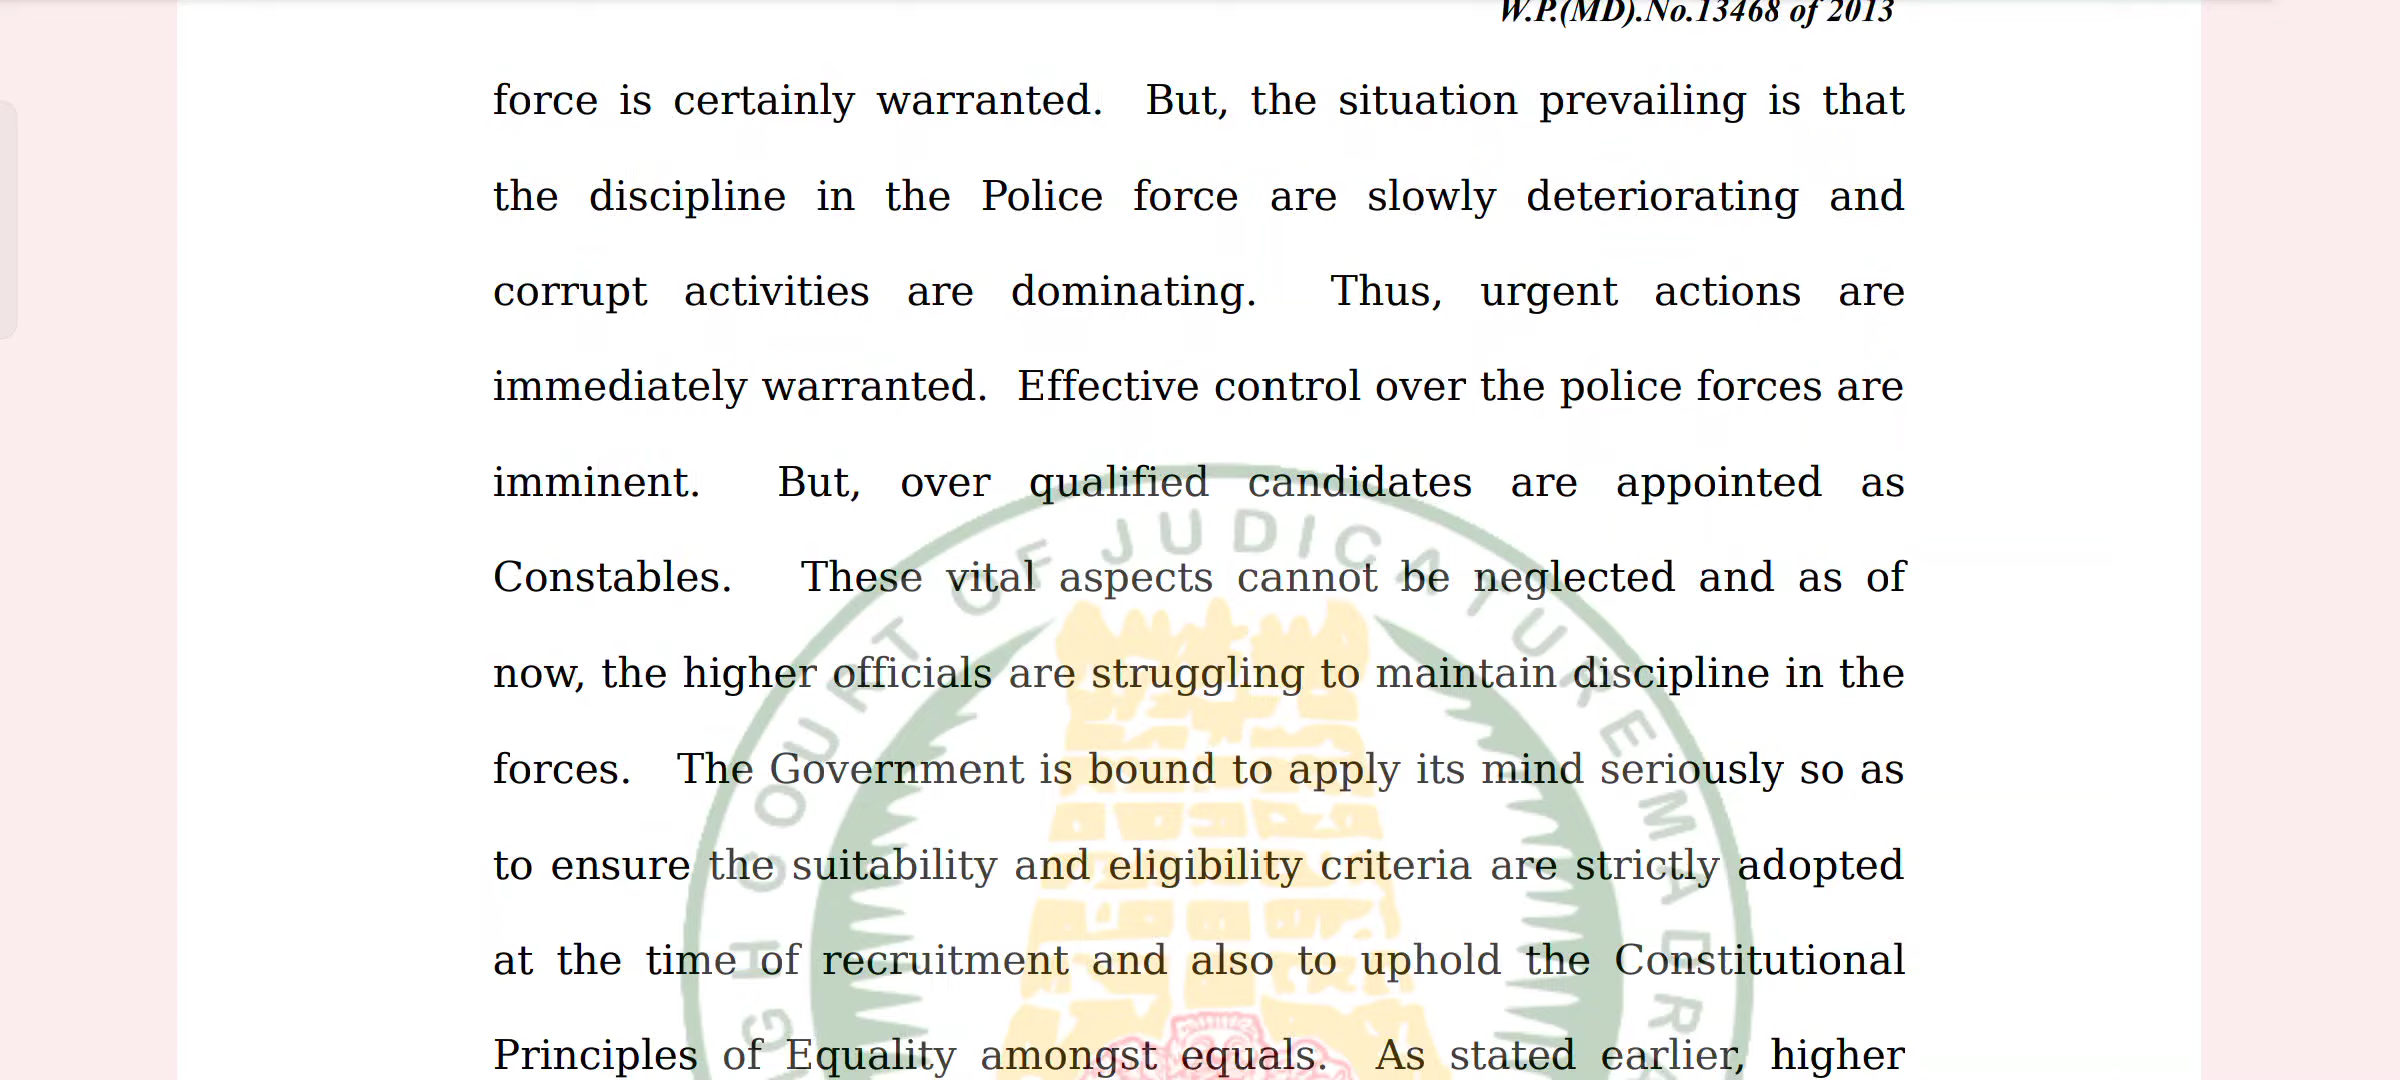 W.P.(MD).No.13468 of 2013
force is certainly warranted. But, the situation prevailing is that
the discipline in the Police force are slowly deteriorating and
corrupt activities are dominating. Thus, urgent actions are
immediately warranted. Effective control over the police forces are
imminent. But, over qualified candidates are appointed as
Constables. These vital aspects cannot be neglected and as of
now, the higher officials are struggling to maintain discipline in the
forces. The Government is bound to apply its mind seriously so as
to ensure the suitability and eligibility criteria are strictly adopted
at the time of recruitment and also to uphold the Constitutional
Principles of Equality amongst equals. As stated earlier, higher
GH COURT OF JUDICATURE MADR